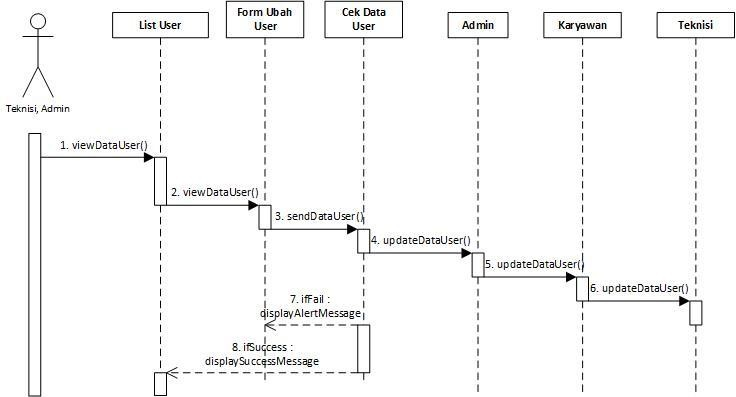 List User
Form Ubah
User
Cek Data
User
Admin
Karyawan
Teknisi
Teknisi, Admin
1. viewDataUser()
2. viewDataUser()
3. sendDataUser()
4. updateDataUser()
5. updateDataUser()
6. updateDataUser()
7. ifFail :
displayAlertMessage
8. ifSuccess :
displaySuccessMessage